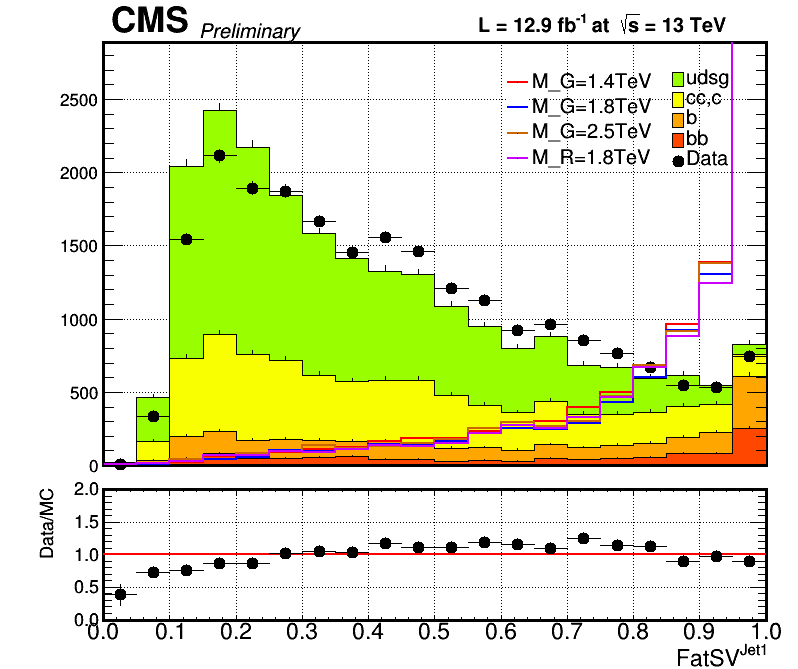 CMS Preliminary L = 12.9 fb⁻¹ at √s = 13 TeV
M_G=1.4TeV
M_G=1.8TeV
M_G=2.5TeV
M_R=1.8TeV
udsg
cc,c
b
bb
Data
2500
2000
1500
1000
500
0
Data/MC
2.0
1.5
1.0
0.5
0.0
0.0 0.1 0.2 0.3 0.4 0.5 0.6 0.7 0.8 0.9 1.0
FatSV^Jet1